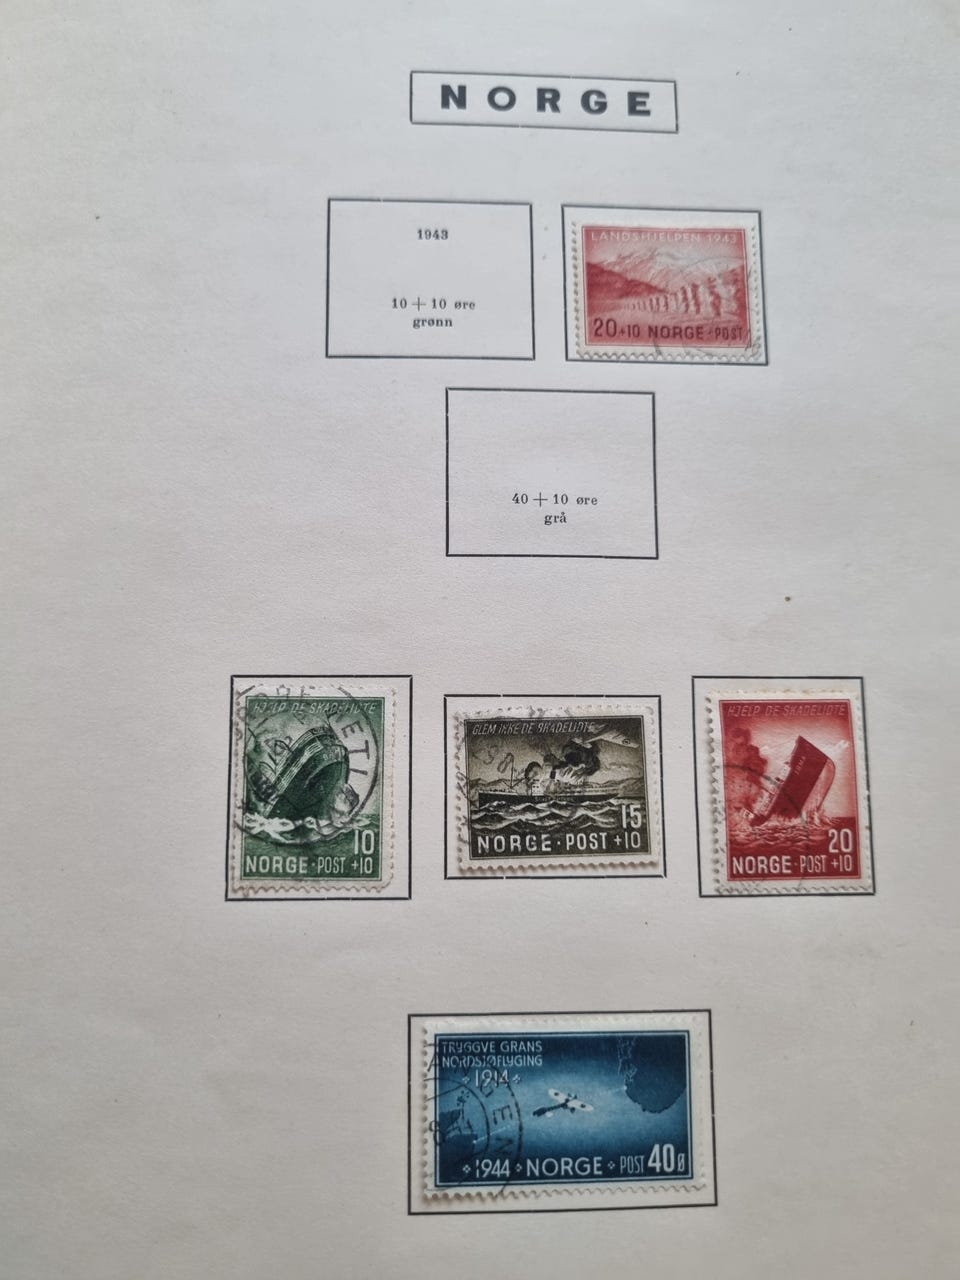 NORGE
1943
10 + 10 øre
grønn
LANDSHJELPEN 1943
20+10 NORGE·POST
40 + 10 øre
grå
HJELP DE SKADELIDTE
10
NORGE·POST +10
GLEM IKKE DE SKADELIDTE
15
NORGE·POST +10
HJELP DE SKADELIDTE
20
NORGE·POST +10
TRYGGVE GRANS
NORDSJØFLYGING
1914
1944 NORGE POST 40ø